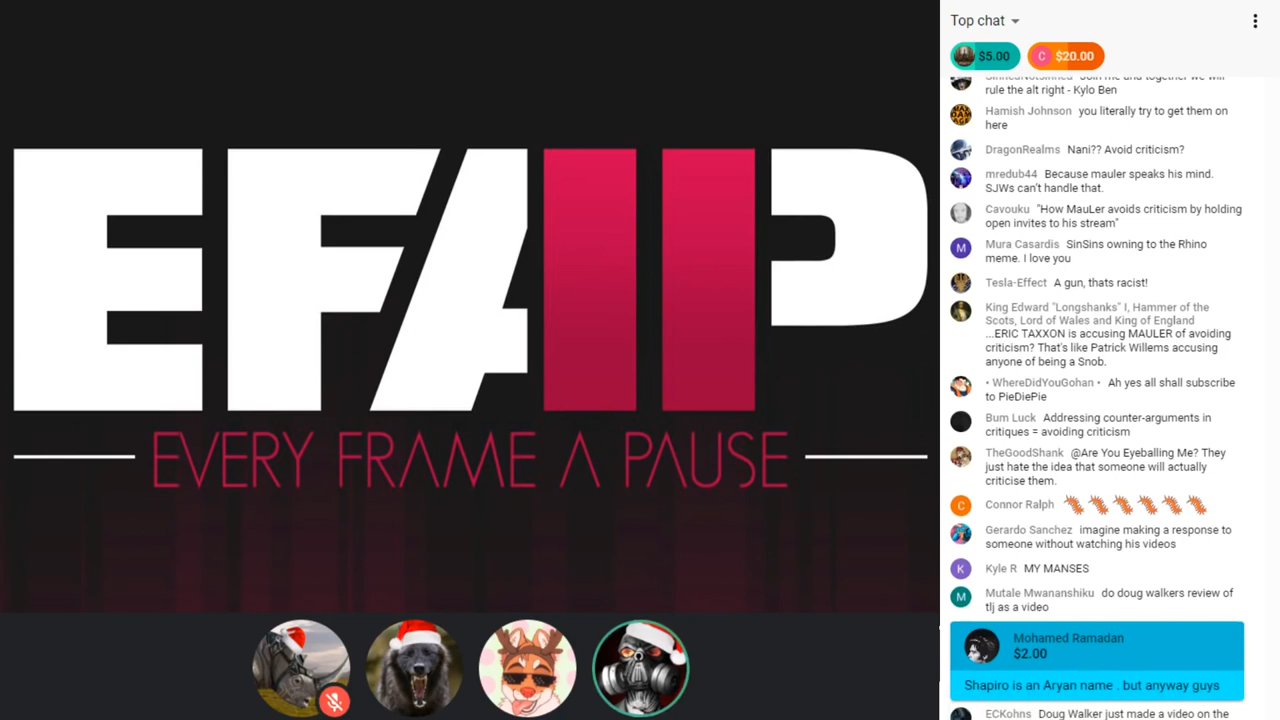 EFAP
EVERY FRAME A PAUSE
Top chat
$5.00
C $20.00
SinnedNotSinned Join me and together we will
rule the alt right - Kylo Ben
Hamish Johnson you literally try to get them on
here
DragonRealms Nani?? Avoid criticism?
mredub44 Because mauler speaks his mind.
SJWs can't handle that.
Cavouku "How MauLer avoids criticism by holding
open invites to his stream"
M Mura Casardis SinSins owning to the Rhino
meme. I love you
Tesla-Effect A gun, thats racist!
King Edward "Longshanks" I, Hammer of the
Scots, Lord of Wales and King of England
...ERIC TAXXON is accusing MAULER of avoiding
criticism? That's like Patrick Willems accusing
anyone of being a Snob.
• WhereDidYouGohan • Ah yes all shall subscribe
to PieDiePie
Bum Luck Addressing counter-arguments in
critiques = avoiding criticism
TheGoodShank @Are You Eyeballing Me? They
just hate the idea that someone will actually
criticise them.
C Connor Ralph
Gerardo Sanchez imagine making a response to
someone without watching his videos
K Kyle R MY MANSES
M Mutale Mwananshiku do doug walkers review of
tlj as a video
Mohamed Ramadan
$2.00
Shapiro is an Aryan name . but anyway guys
ECKohns Doug Walker just made a video on the